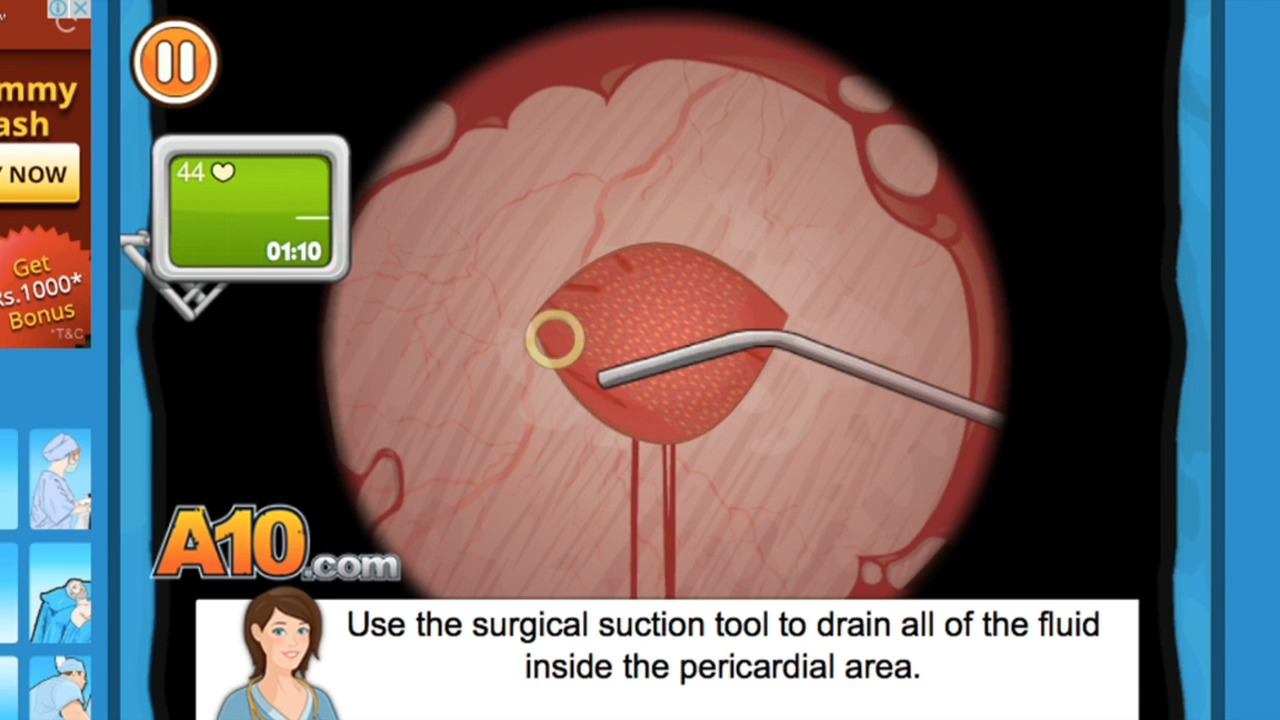 mmy
ash
NOW
Get
Rs.1000*
Bonus
*T&C
44
01:10
A10.com
Use the surgical suction tool to drain all of the fluid
inside the pericardial area.